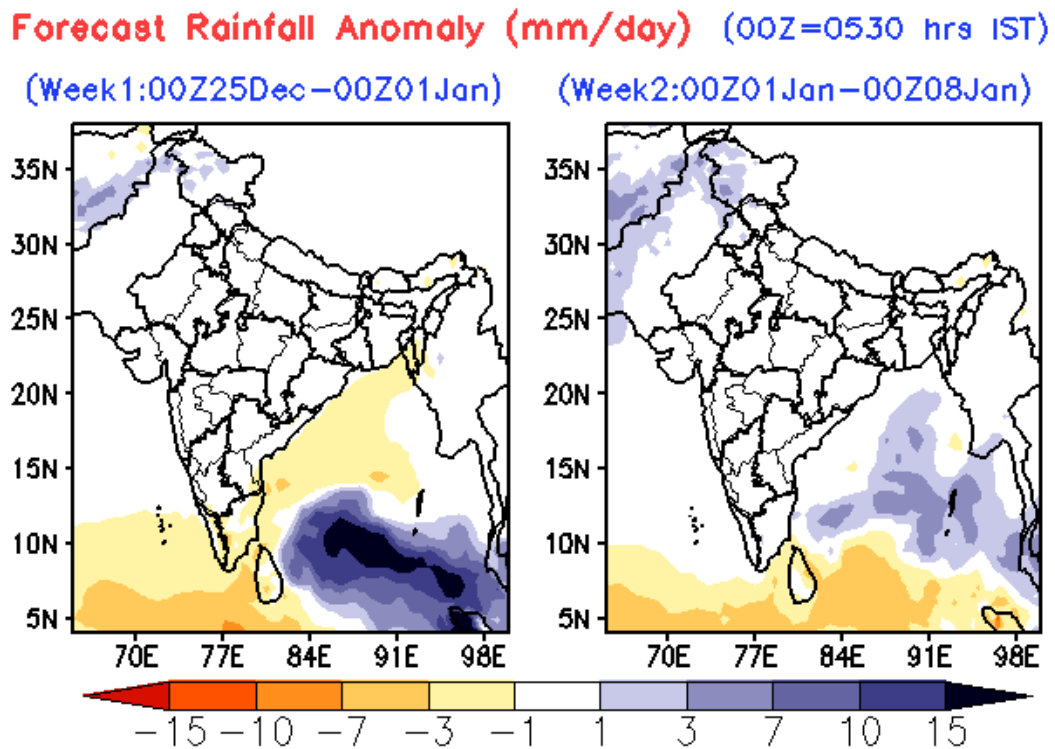 Forecast Rainfall Anomaly (mm/day) (00Z=0530 hrs IST)
(Week1:00Z25Dec−00Z01Jan) (Week2:00Z01Jan−00Z08Jan)
35N
30N
25N
20N
15N
10N
5N
70E 77E 84E 91E 98E
35N
30N
25N
20N
15N
10N
5N
70E 77E 84E 91E 98E
−15 −10 −7 −3 −1 1 3 7 10 15